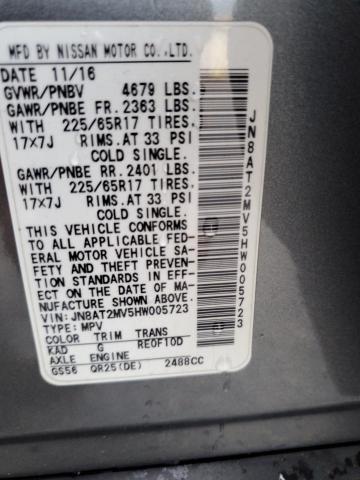 MFD BY NISSAN MOTOR CO.,LTD.
DATE 11/16
GVWR/PNBV 4679 LBS.
GAWR/PNBE FR. 2363 LBS.
WITH 225/65R17 TIRES.
17×7J RIMS.AT 33 PSI
COLD SINGLE.
GAWR/PNBE RR. 2401 LBS.
WITH 225/65R17 TIRES.
17×7J RIMS.AT 33 PSI
COLD SINGLE.
THIS VEHICLE CONFORMS
TO ALL APPLICABLE FED-
ERAL MOTOR VEHICLE SA-
FETY AND THEFT PREVEN-
TION STANDARDS IN EFF-
ECT ON THE DATE OF MA-
NUFACTURE SHOWN ABOVE.
VIN:JN8AT2MV5HW005723
TYPE:MPV
COLOR TRIM TRANS
KAD G RE0F10D
AXLE ENGINE
GS56 QR25(DE) 2488CC
JN8AT2MV5HW005723